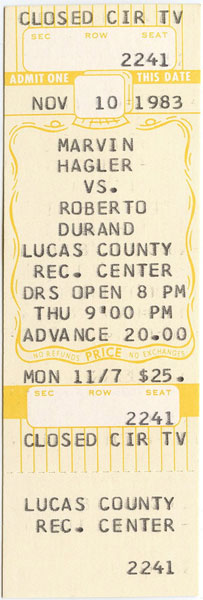 CLOSED CIR TV
SEC ROW SEAT
2241
ADMIT ONE THIS DATE
NOV 10 1983
MARVIN
HAGLER
VS.
ROBERTO
DURAND
LUCAS COUNTY
REC. CENTER
DRS OPEN 8 PM
THU 9:00 PM
ADVANCE 20.00
NO REFUNDS PRICE NO EXCHANGES
MON 11/7 $25.
SEC ROW SEAT
2241
CLOSED CIR TV
LUCAS COUNTY
REC. CENTER
2241